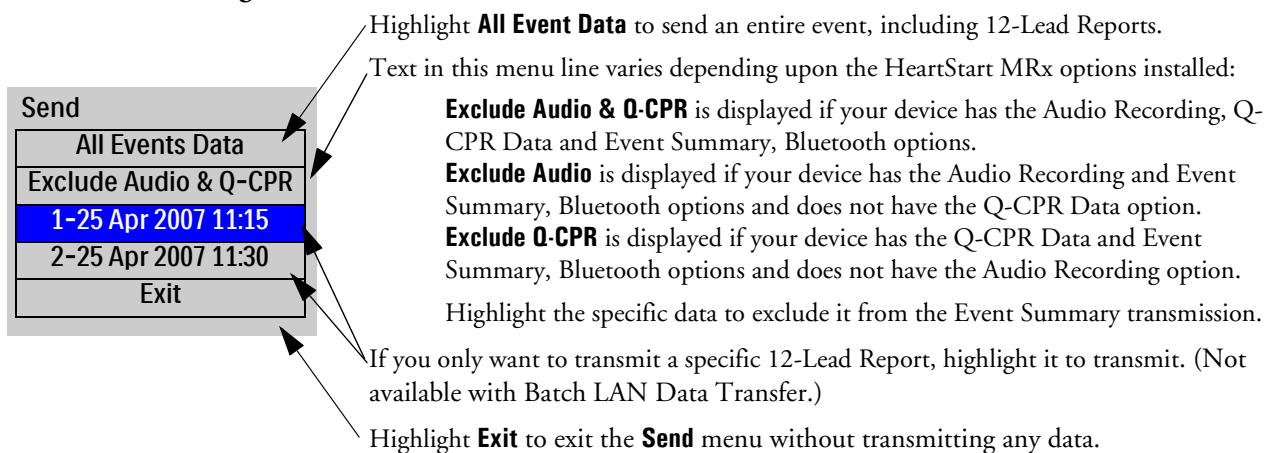 Highlight All Event Data to send an entire event, including 12-Lead Reports.
Text in this menu line varies depending upon the HeartStart MRx options installed:
Send
All Events Data
Exclude Audio & Q-CPR
1-25 Apr 2007 11:15
2-25 Apr 2007 11:30
Exit
Exclude Audio & Q-CPR is displayed if your device has the Audio Recording, Q-
CPR Data and Event Summary, Bluetooth options.
Exclude Audio is displayed if your device has the Audio Recording and Event
Summary, Bluetooth options and does not have the Q-CPR Data option.
Exclude Q-CPR is displayed if your device has the Q-CPR Data and Event
Summary, Bluetooth options and does not have the Audio Recording option.
Highlight the specific data to exclude it from the Event Summary transmission.
If you only want to transmit a specific 12-Lead Report, highlight it to transmit. (Not
available with Batch LAN Data Transfer.)
Highlight Exit to exit the Send menu without transmitting any data.